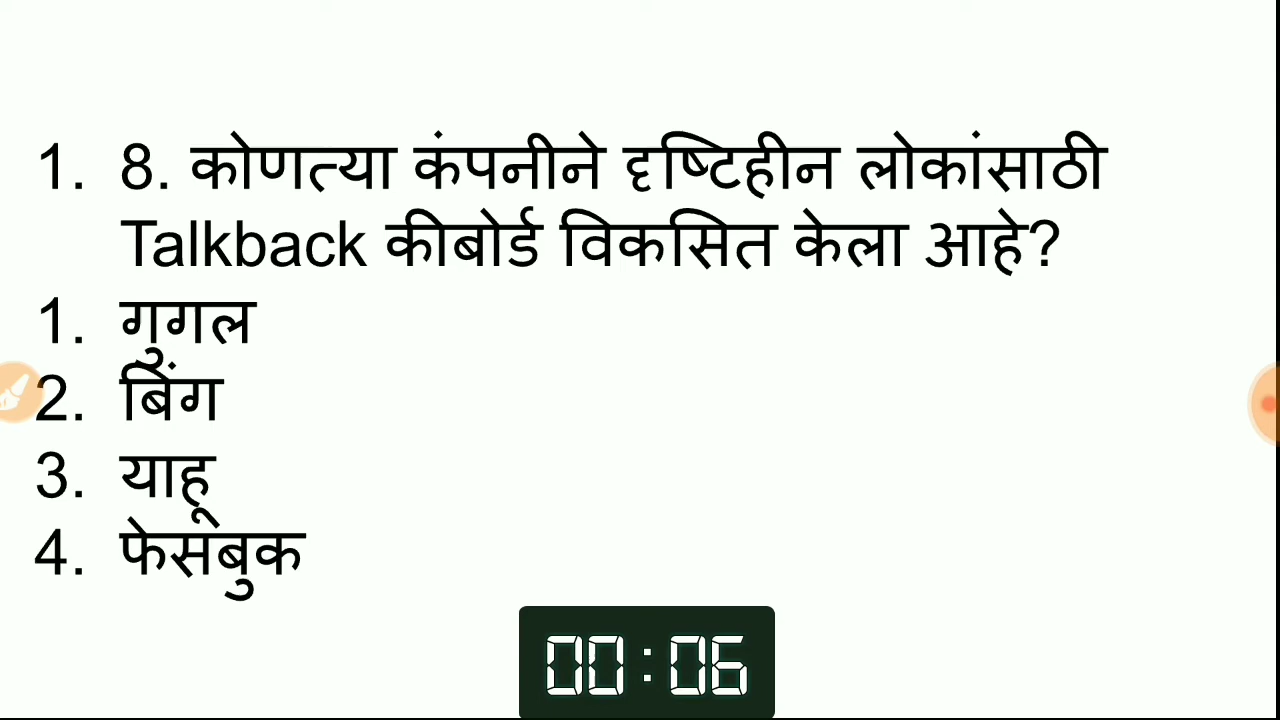 1. 8. कोणत्या कंपनीने दृष्टिहीन लोकांसाठी
Talkback कीबोर्ड विकसित केला आहे?
1. गुगल
2. बिंग
3. याहू
4. फेसबुक
00:06